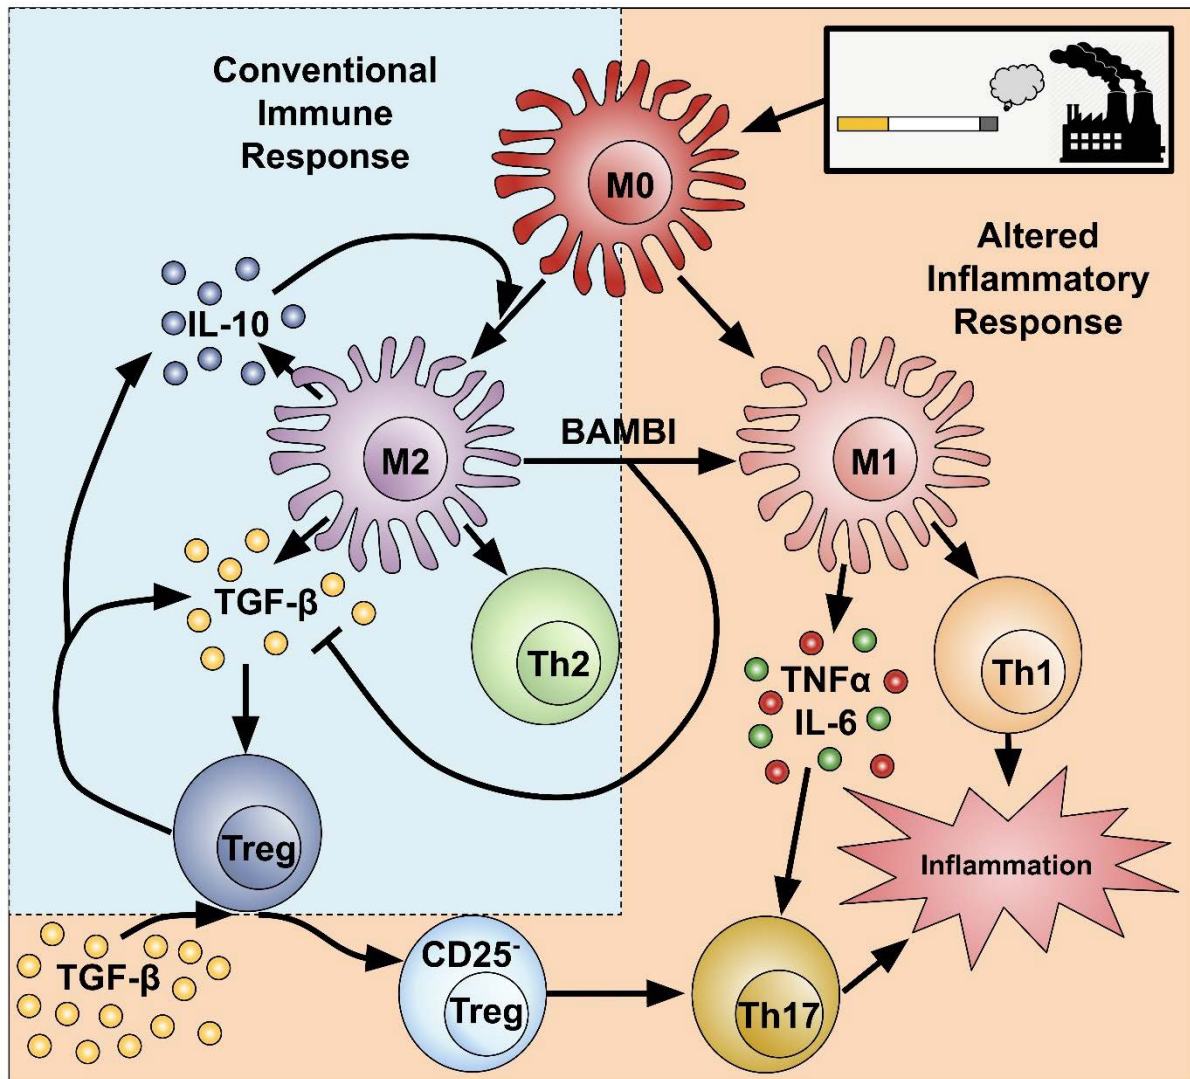 Conventional
Immune
Response
M0
Altered
Inflammatory
Response
IL-10
M2
BAMBI
M1
TGF-β
Th2
TNFα
IL-6
Th1
Treg
Inflammation
TGF-β
CD25⁻
Treg
Th17